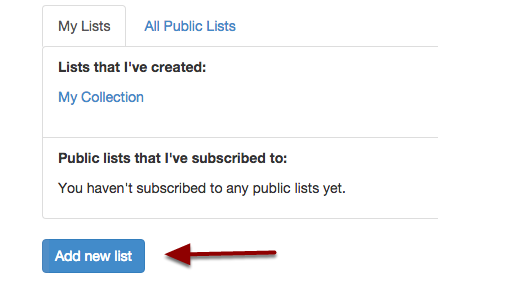 My Lists All Public Lists
Lists that I've created:
My Collection
Public lists that I've subscribed to:
You haven't subscribed to any public lists yet.
Add new list